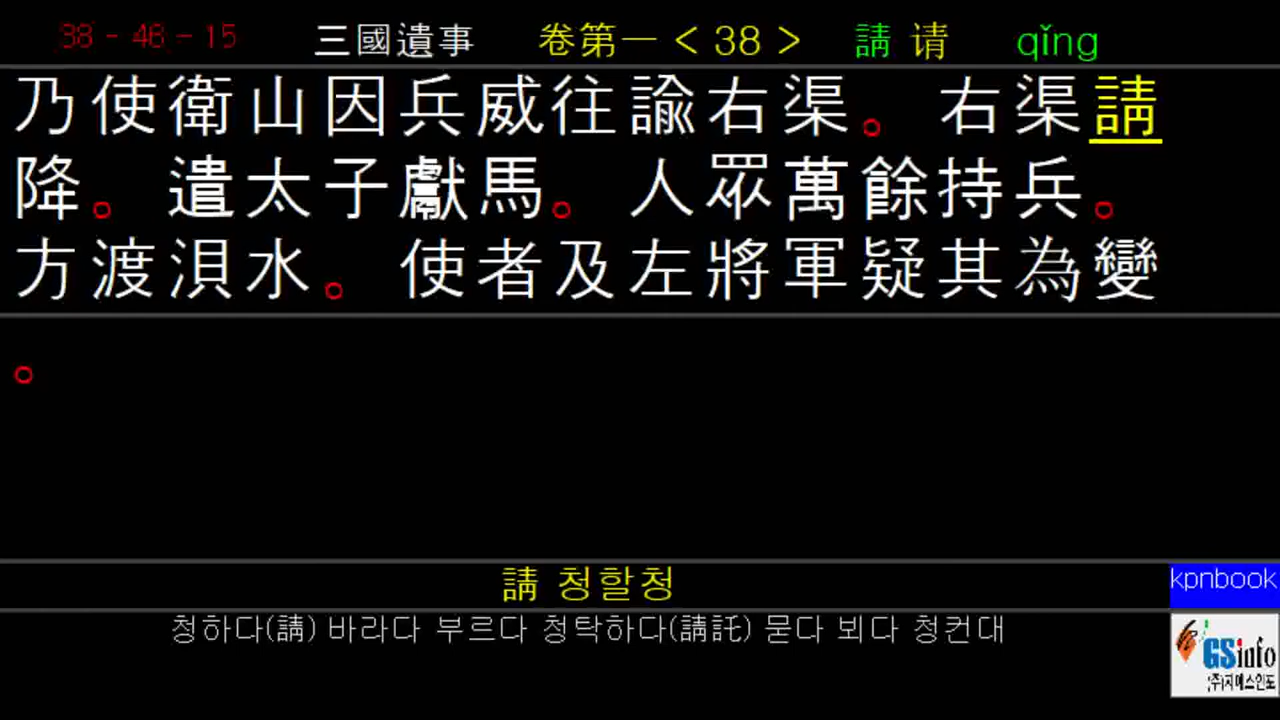 38-46-15 三國遺事 卷第一 < 38 > 請 请 qǐng
乃使衛山因兵威往諭右渠。右渠請
降。遣太子獻馬。人眾萬餘持兵。
方渡浿水。使者及左將軍疑其為變
。
請 청할청
청하다(請) 바라다 부르다 청탁하다(請託) 묻다 뵈다 청컨대
kpnbook
GSinfo
(주)지에스인포